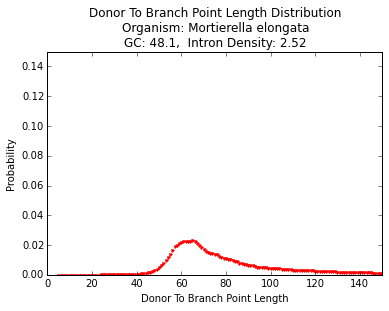 Donor To Branch Point Length Distribution
Organism: Mortierella elongata
GC: 48.1,  Intron Density: 2.52
0.14
0.12
0.10
0.08
0.06
0.04
0.02
0.00
Probability
0 20 40 60 80 100 120 140
Donor To Branch Point Length